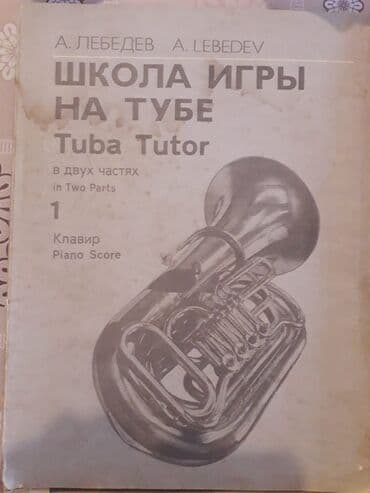 А. ЛЕБЕДЕВ A. LEBEDEV
ШКОЛА ИГРЫ
НА ТУБЕ
Tuba Tutor
в двух частях
in Two Parts
1
Клавир
Piano Score